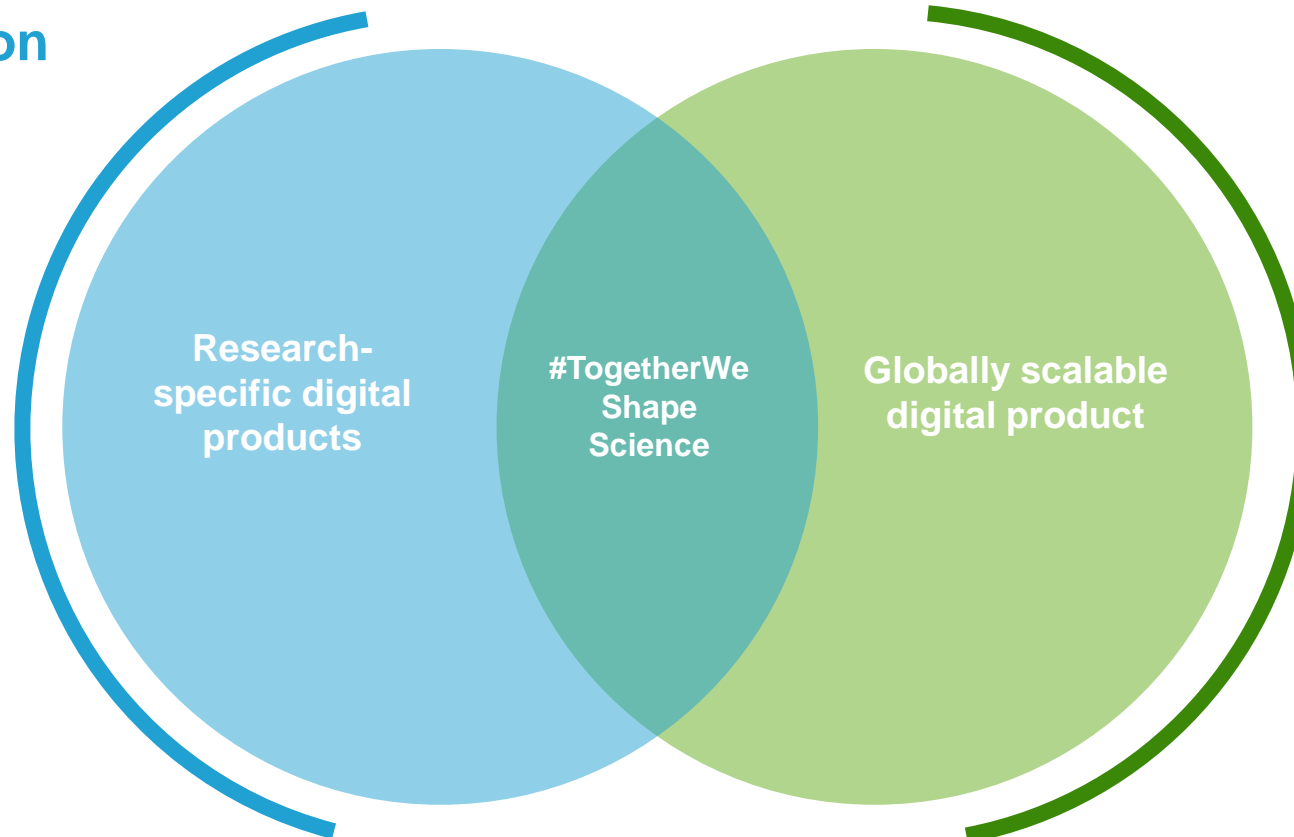 on
Research-
specific digital
products
#TogetherWe
Shape
Science
Globally scalable
digital product